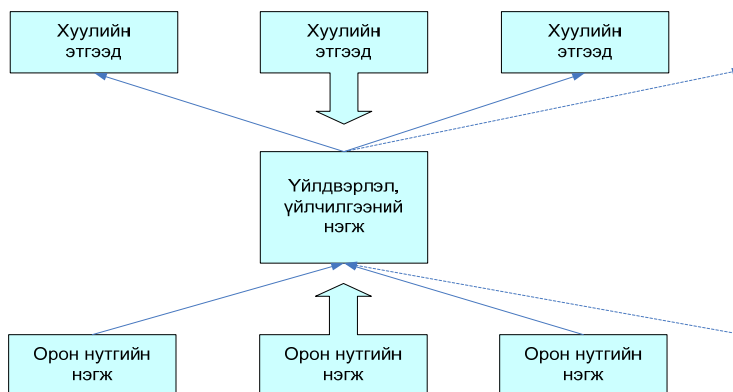 Хуулийн
этгээд
Хуулийн
этгээд
Хуулийн
этгээд
Үйлдвэрлэл,
үйлчилгээний
нэгж
Орон нутгийн
нэгж
Орон нутгийн
нэгж
Орон нутгийн
нэгж